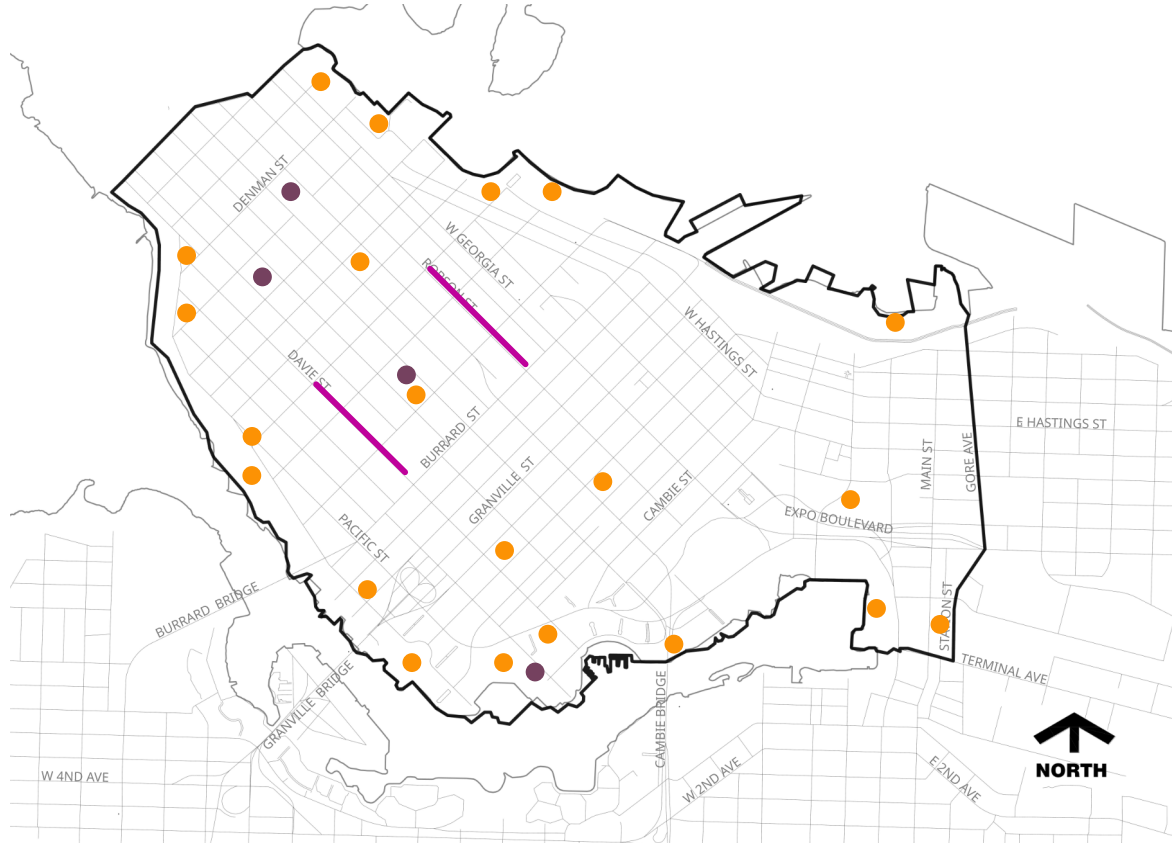 DENMAN ST
W GEORGIA ST
ROBSON ST
W HASTINGS ST
DAVIE ST
BURRARD ST
E HASTINGS ST
MAIN ST
GORE AVE
GRANVILLE ST
CAMBIE ST
EXPO BOULEVARD
PACIFIC ST
BURRARD BRIDGE
STATION ST
TERMINAL AVE
GRANVILLE BRIDGE
CAMBIE BRIDGE
W 4ND AVE
W 2ND AVE
E 2ND AVE
NORTH